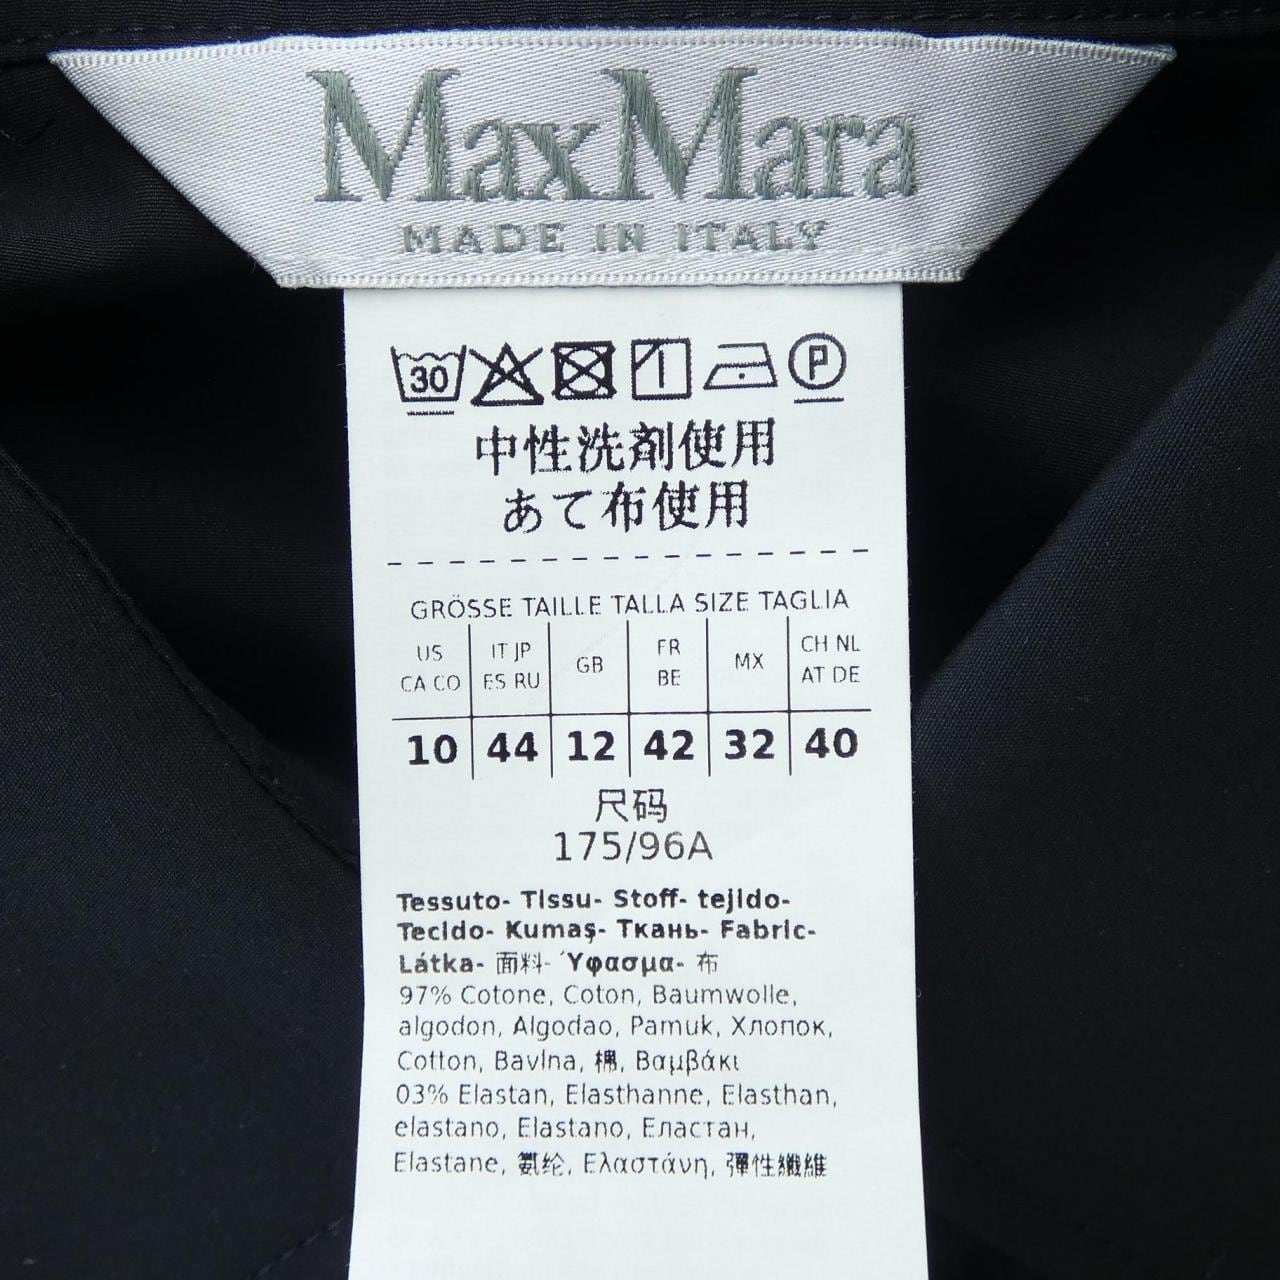 MaxMara
MADE IN ITALY
30 P
中性洗剤使用
あて布使用
GRÖSSE TAILLE TALLA SIZE TAGLIA
US CA CO IT JP ES RU GB FR BE MX CH NL AT DE
10 44 12 42 32 40
尺码
175/96A
Tessuto- Tissu- Stoff- tejido-
Tecido- Kumaş- Ткань- Fabric-
Látka- 面料- Ύφασμα- 布
97% Cotone, Coton, Baumwolle,
algodon, Algodao, Pamuk, Хлопок,
Cotton, Bavlna, 棉, Βαμβάκι
03% Elastan, Elasthanne, Elasthan,
elastano, Elastano, Еластан,
Elastane, 氨纶, Ελαστάνη, 彈性纖維